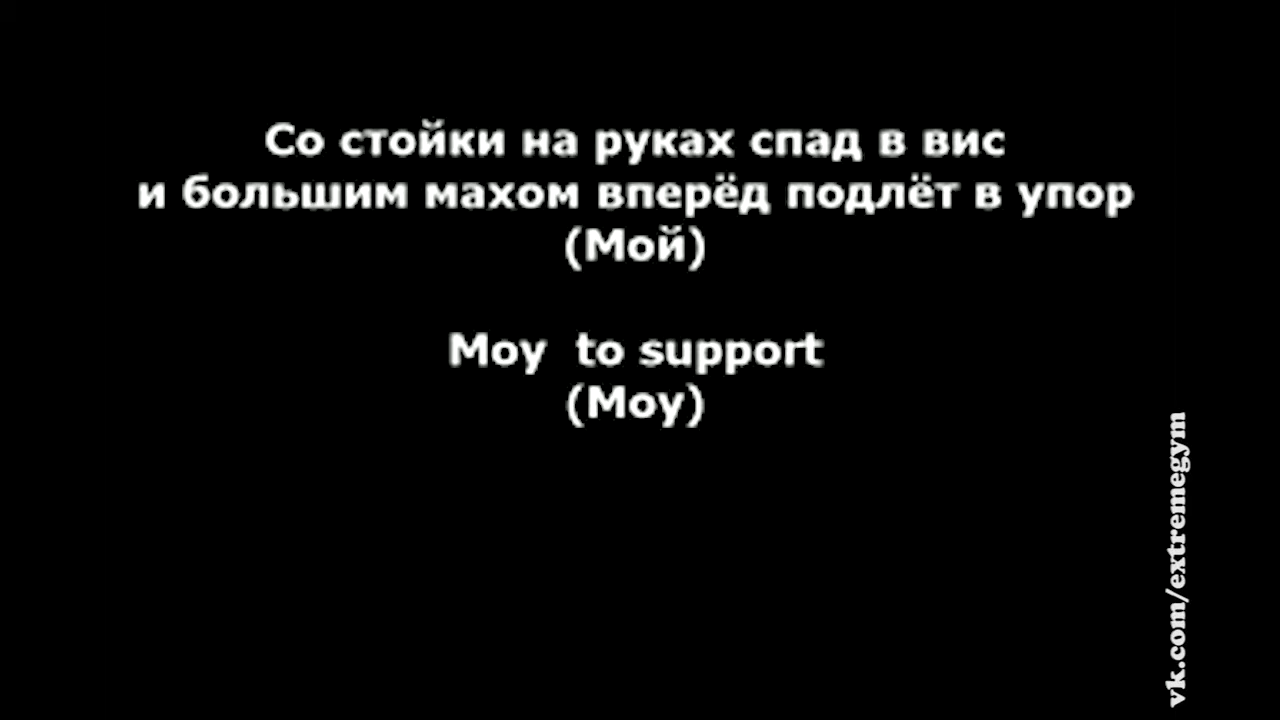 Со стойки на руках спад в вис
и большим махом вперёд подлёт в упор
(Мой)
Moy to support
(Moy)
vk.com/extremegym